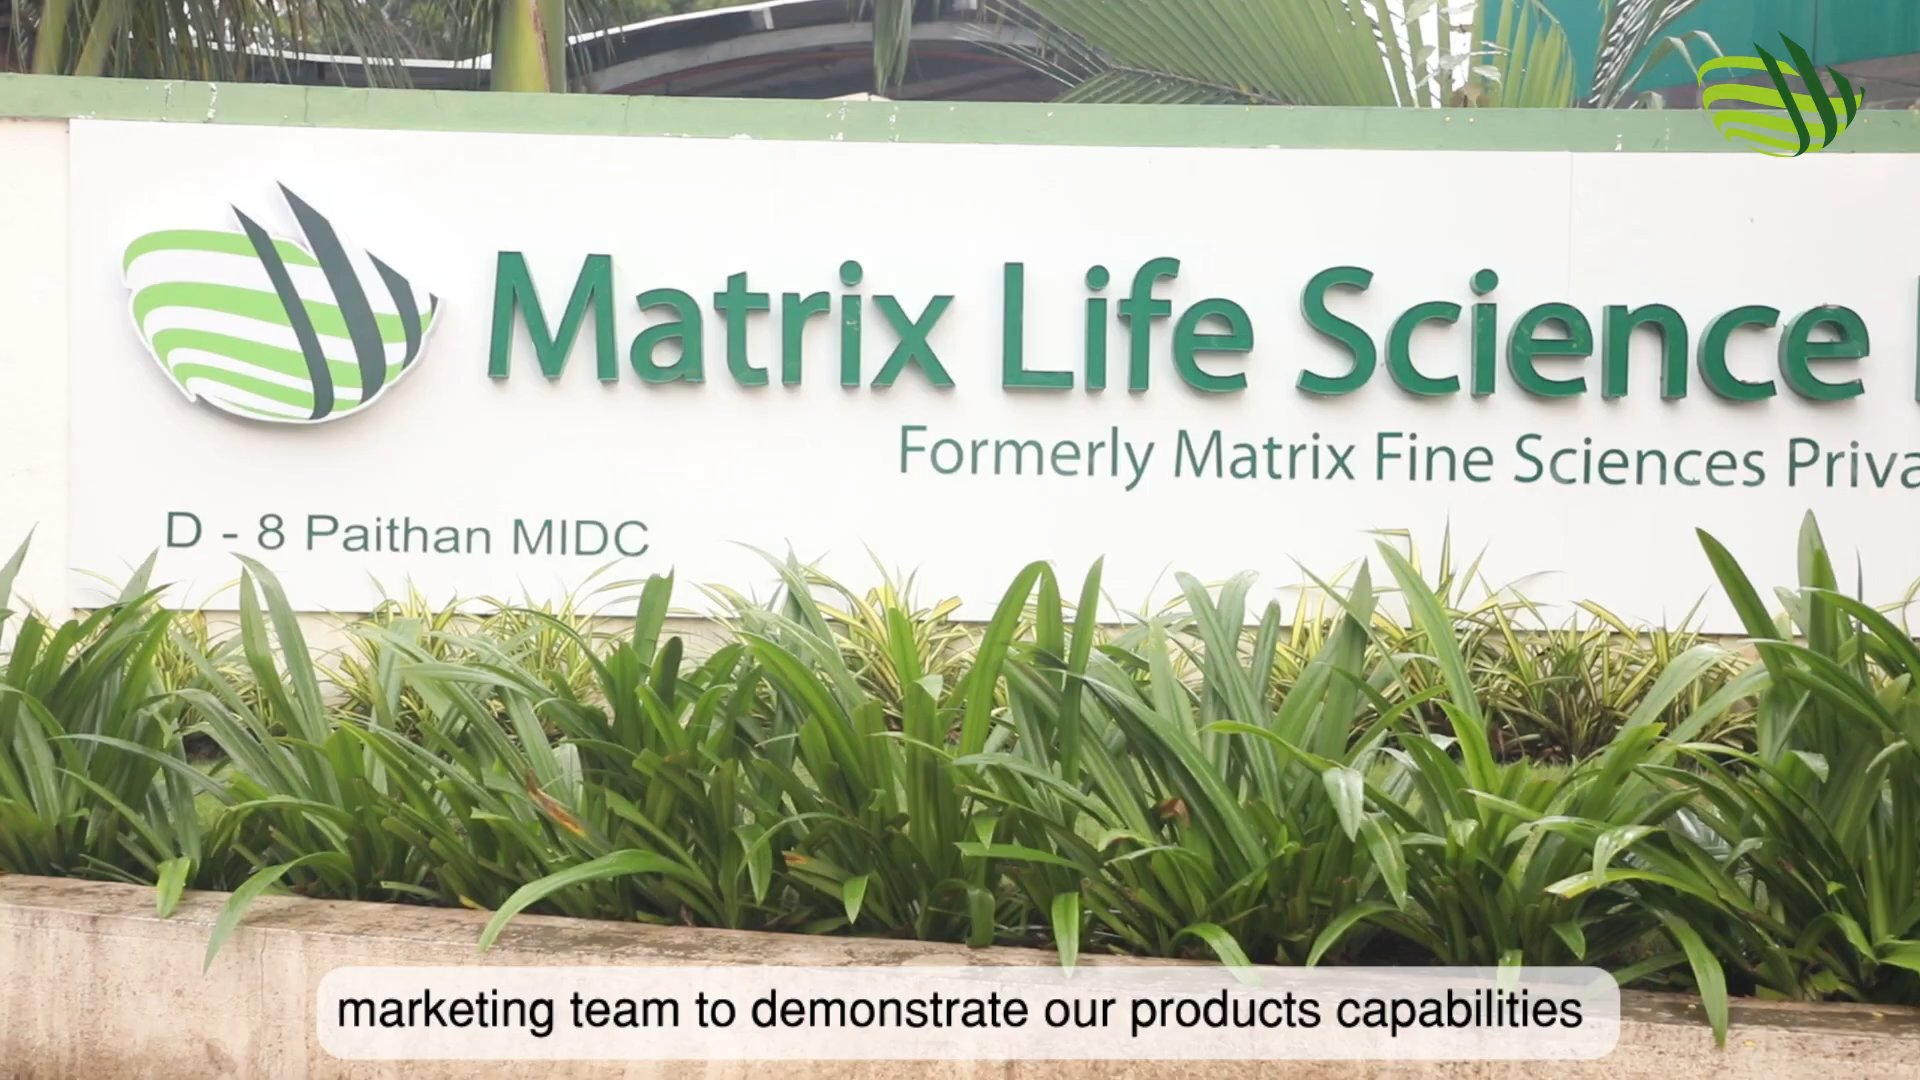 Matrix Life Science
Formerly Matrix Fine Sciences
D - 8 Paithan MIDC
marketing team to demonstrate our products capabilities